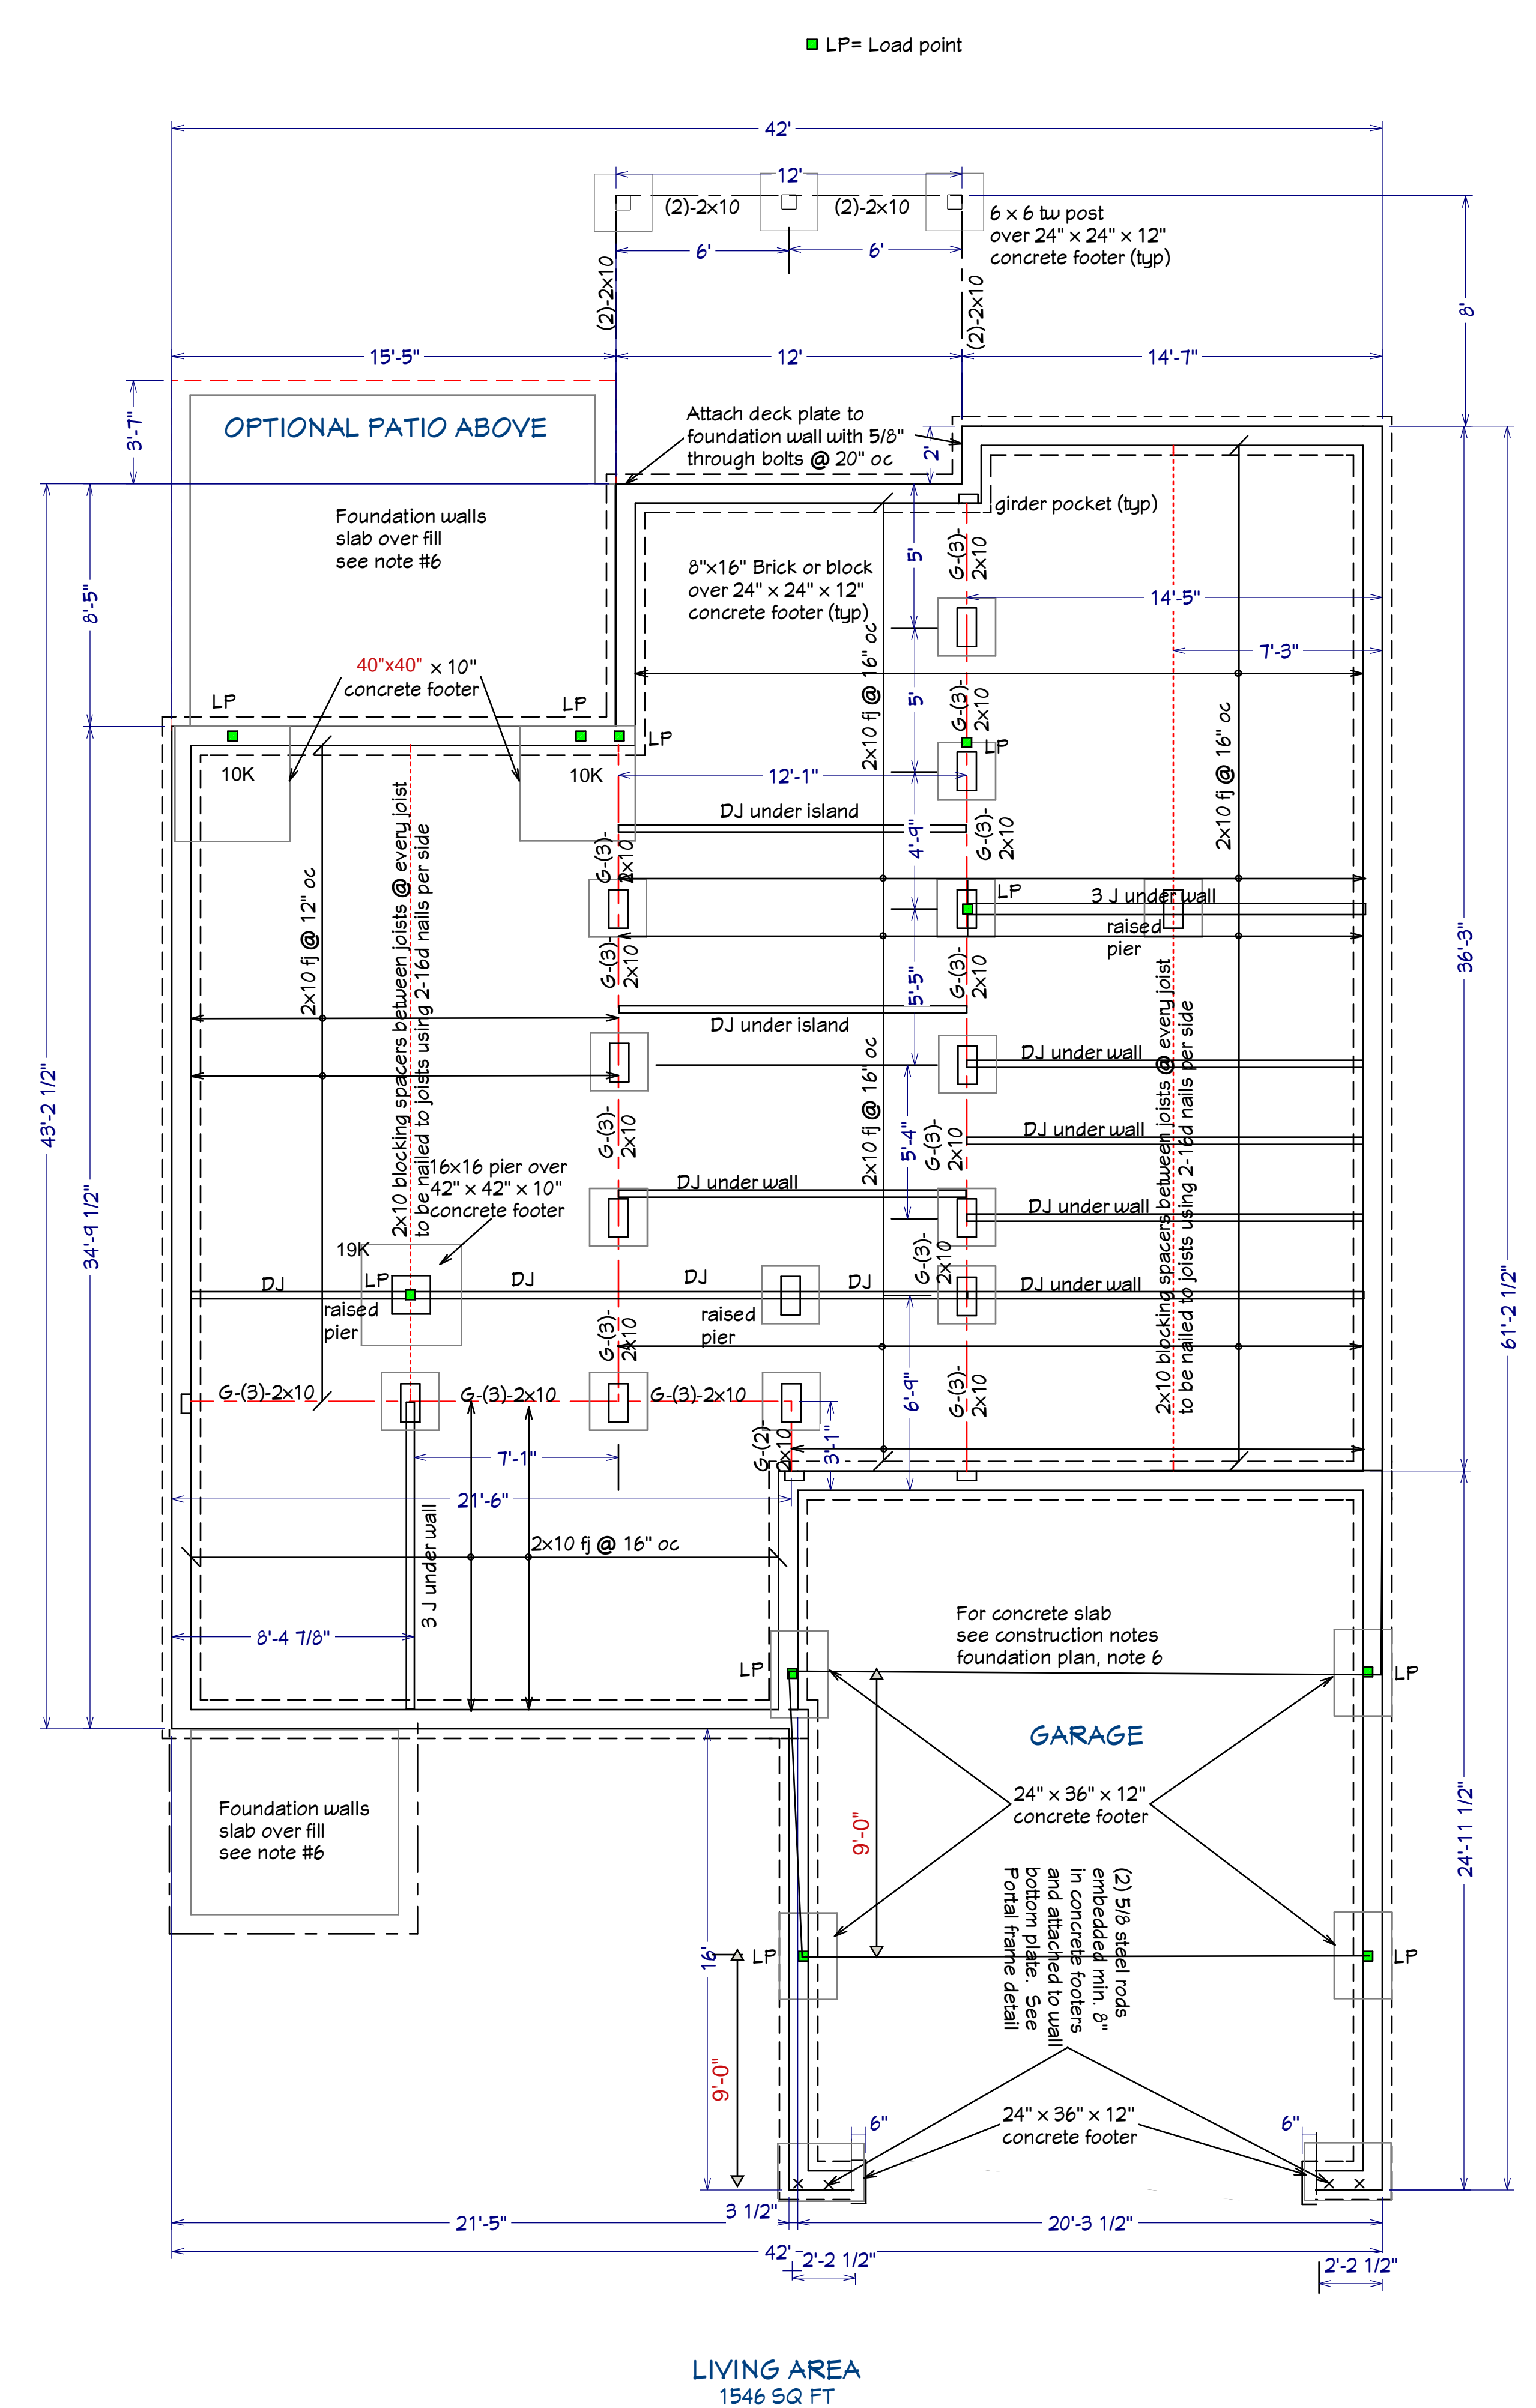 LP= Load point
42'
12'
(2)-2x10
(2)-2x10
6 x 6 tw post
over 24" x 24" x 12"
concrete footer (typ)
6'
6'
(2)-2x10
(2)-2x10
8'
15'-5"
12'
14'-7"
3'-7"
OPTIONAL PATIO ABOVE
Attach deck plate to
foundation wall with 5/8"
through bolts @ 20" oc
2'
girder pocket (typ)
Foundation walls
slab over fill
see note #6
5'
G-(3)-
2x10
8"x16" Brick or block
over 24" x 24" x 12"
concrete footer (typ)
14'-5"
8'-5"
7'-3"
40"x40" x 10"
concrete footer
2x10 fj @ 16" oc
5'
G-(3)-
2x10
LP
LP
LP
LP
10K
10K
12'-1"
2x10 fj @ 16" oc
DJ under island
4'-9"
G-(3)-
2x10
G-(3)-
2x10
2x10 fj @ 12" oc
2x10 blocking spacers between joists @ every joist
to be nailed to joists using 2-16d nails per side
LP
3 J under wall
raised
pier
36'-3"
G-(3)-
2x10
5'-5"
G-(3)-
2x10
DJ under island
DJ under wall
43'-2 1/2"
34'-9 1/2"
2x10 fj @ 16" oc
G-(3)-
2x10
5'-4"
G-(3)-
2x10
DJ under wall
2x10 blocking spacers between joists @ every joist
to be nailed to joists using 2-16d nails per side
16x16 pier over
42" x 42" x 10"
concrete footer
DJ under wall
DJ under wall
19K
G-(3)-
2x10
LP
DJ
DJ
DJ
DJ
DJ under wall
raised
pier
raised
pier
61'-2 1/2"
G-(3)-
2x10
G-(3)-2x10
G-(3)-2x10
G-(3)-2x10
6'-9"
G-(3)-
2x10
G-(2)-
2x10
3'-1"
7'-1"
21'-6"
3 J under wall
2x10 fj @ 16" oc
8'-4 7/8"
For concrete slab
see construction notes
foundation plan, note 6
LP
LP
GARAGE
Foundation walls
slab over fill
see note #6
24" x 36" x 12"
concrete footer
9'-0"
24'-11 1/2"
(2) 5/8 steel rods
embedded min. 8"
in concrete footers
and attached to wall
bottom plate. See
Portal frame detail
16'
LP
LP
9'-0"
6"
24" x 36" x 12"
concrete footer
6"
3 1/2"
21'-5"
20'-3 1/2"
42'
2'-2 1/2"
2'-2 1/2"
LIVING AREA
1546 SQ FT